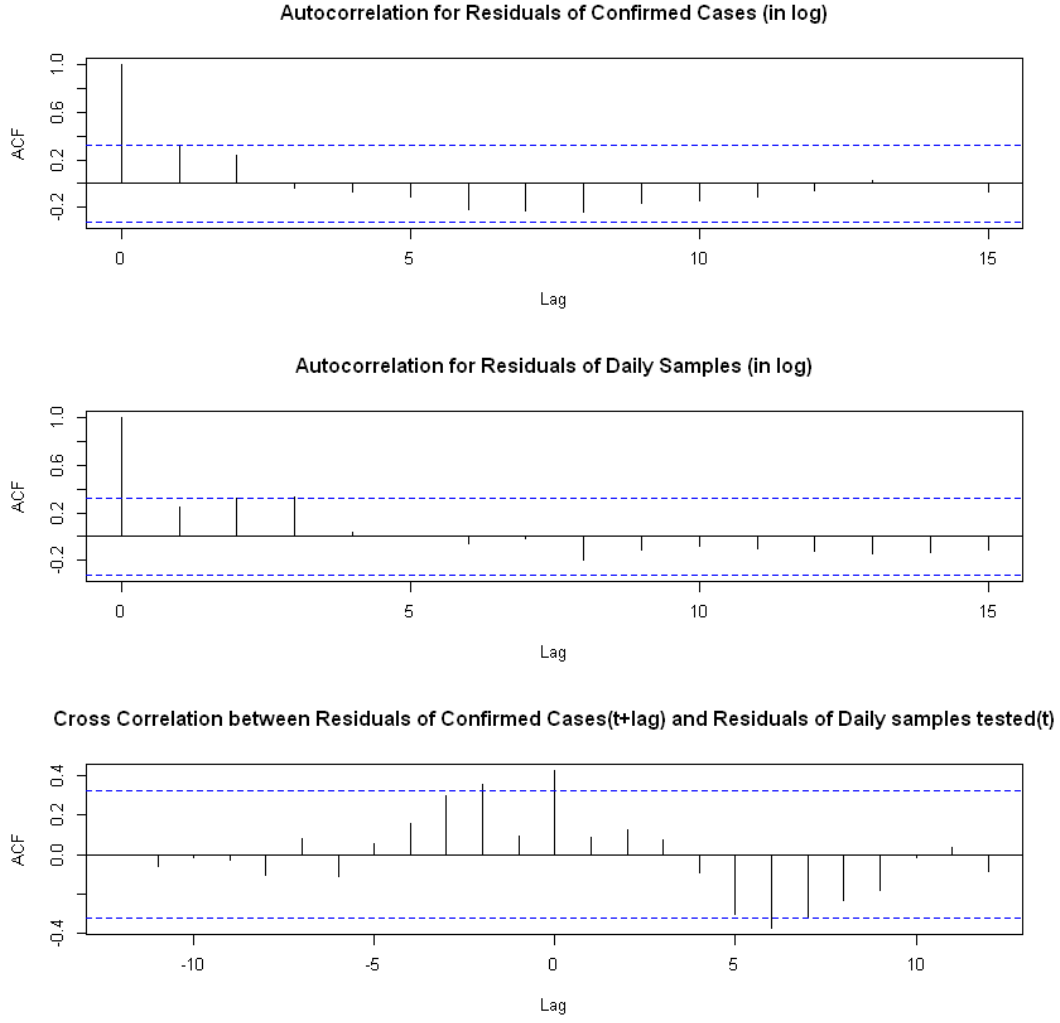 Autocorrelation for Residuals of Confirmed Cases (in log)
ACF
1.0
0.6
0.2
-0.2
0 5 10 15
Lag
Autocorrelation for Residuals of Daily Samples (in log)
ACF
1.0
0.6
0.2
-0.2
0 5 10 15
Lag
Cross Correlation between Residuals of Confirmed Cases(t+lag) and Residuals of Daily samples tested(t)
ACF
0.4
0.2
0.0
-0.4
-10 -5 0 5 10
Lag